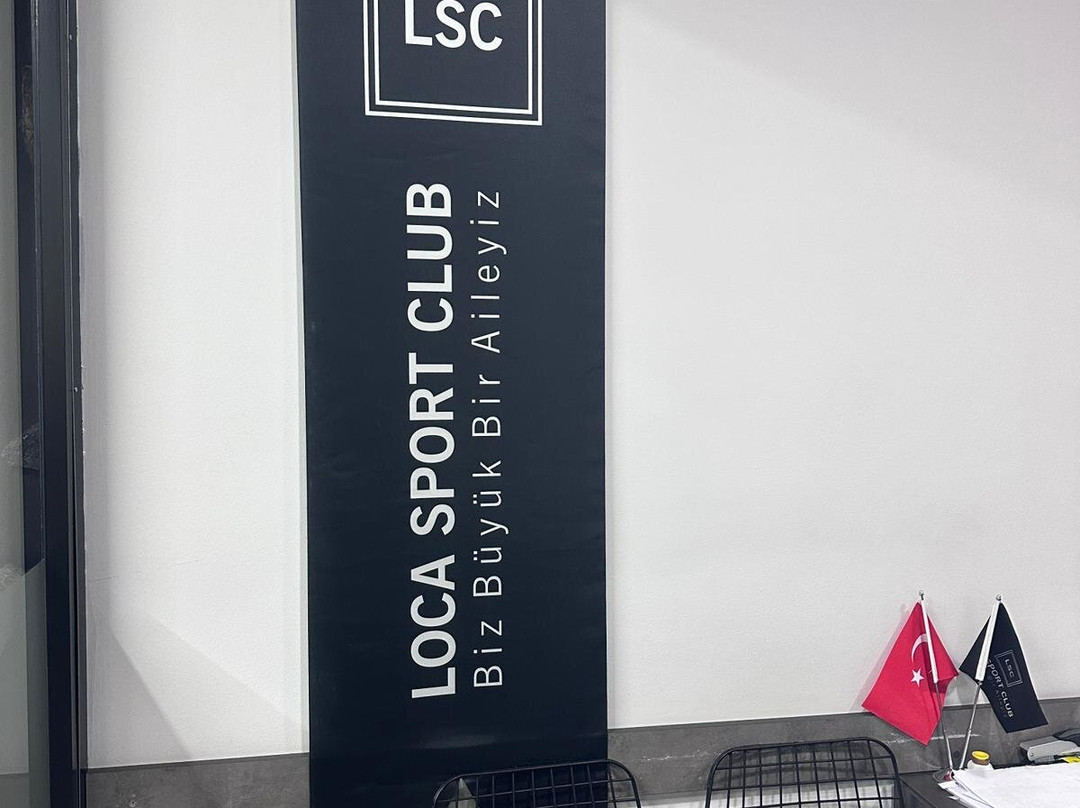 LSC
LOCA SPORT CLUB
Biz Büyük Bir Aileyiz
LSC
SPORT CLUB